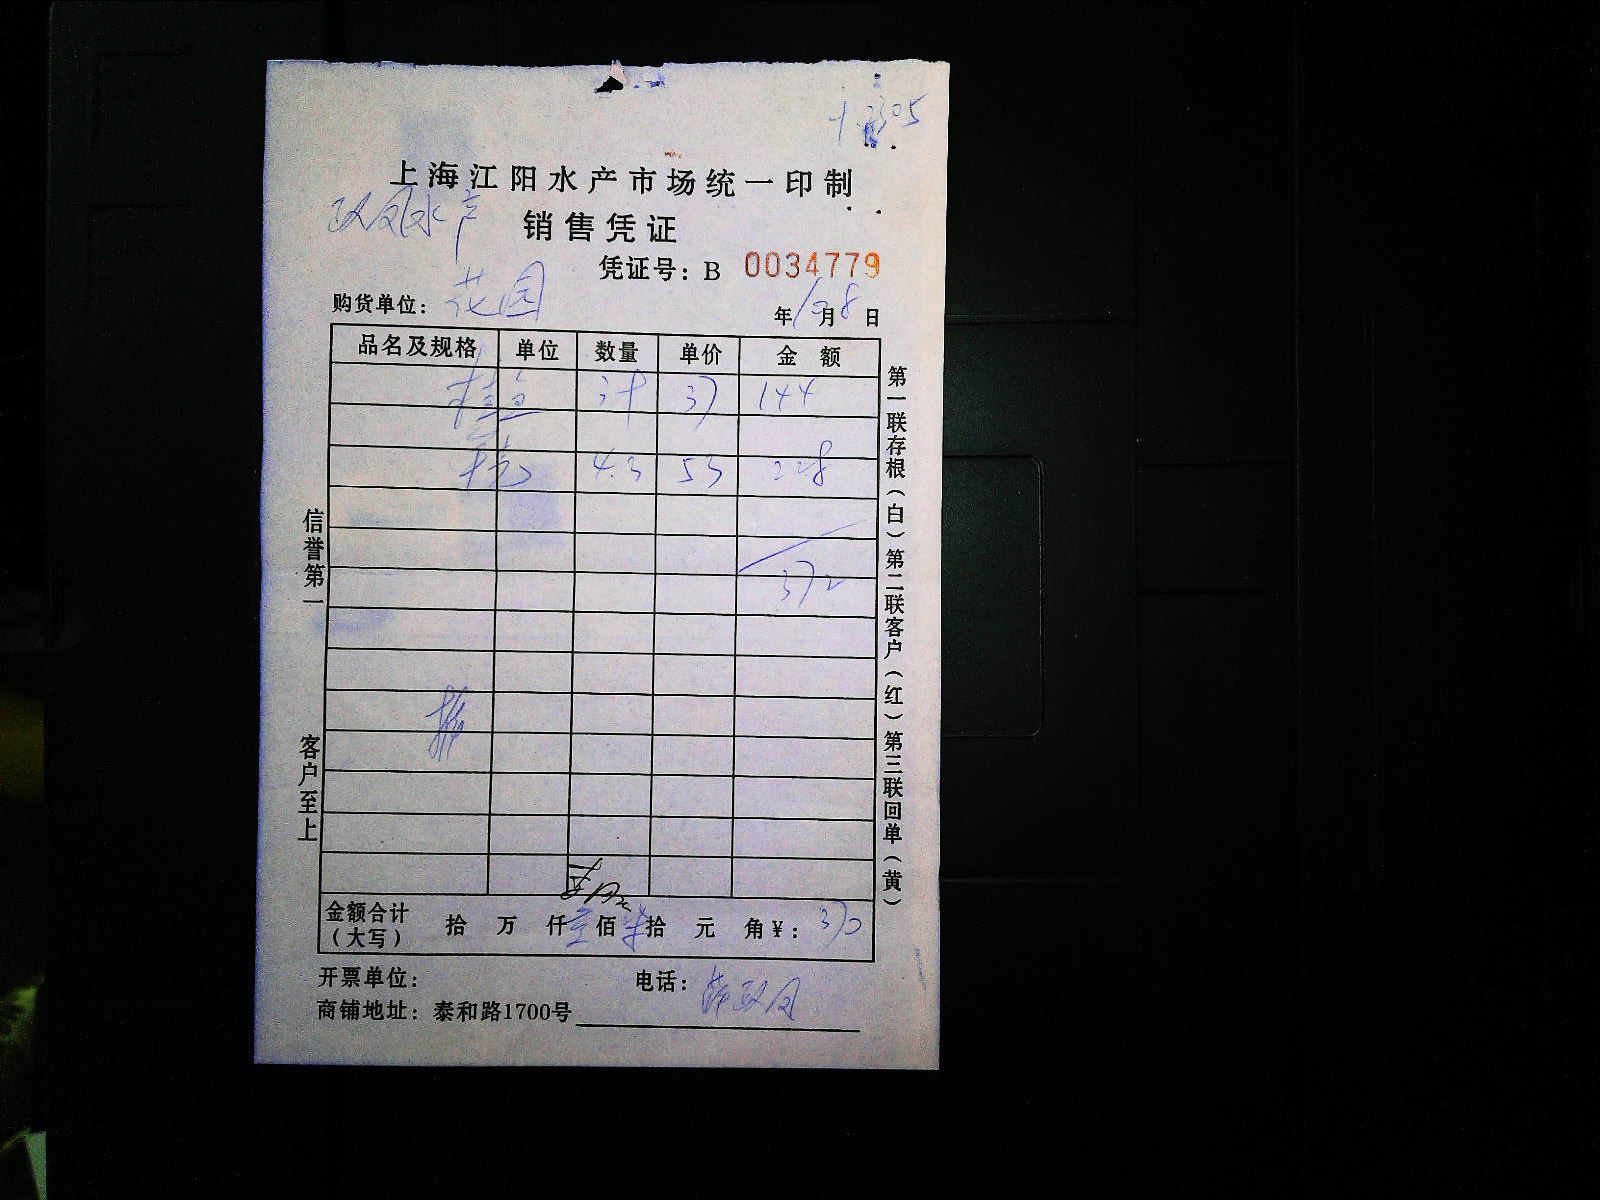 上海江阳水产市场统一印制
销售凭证
凭证号：B 0034779
购货单位：花园 年12月8日
品名及规格 单位 数量 单价 金额
37 144
4.3 53 228
372
金额合计（大写） 拾 万 仟 佰 拾 元 角¥：370
开票单位： 电话：
商铺地址：泰和路1700号
信誉第一 客户至上
第一联存根（白）第二联客户（红）第三联回单（黄）